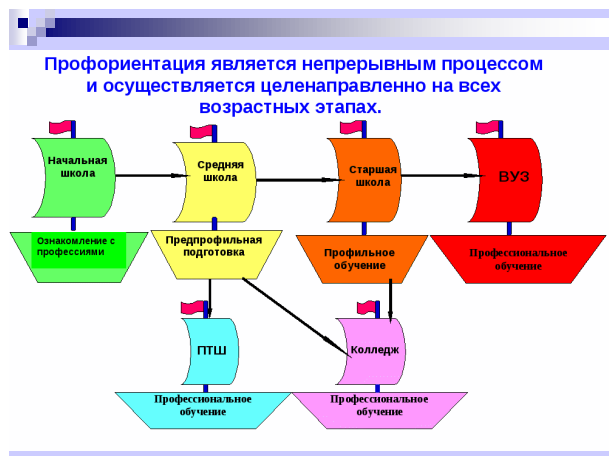 Профориентация является непрерывным процессом
и осуществляется целенаправленно на всех
возрастных этапах.
Начальная
школа
Средняя
школа
Старшая
школа
ВУЗ
Ознакомление с
профессиями
Предпрофильная
подготовка
Профильное
обучение
Профессиональное
обучение
ПТШ
Колледж
Профессиональное
обучение
Профессиональное
обучение